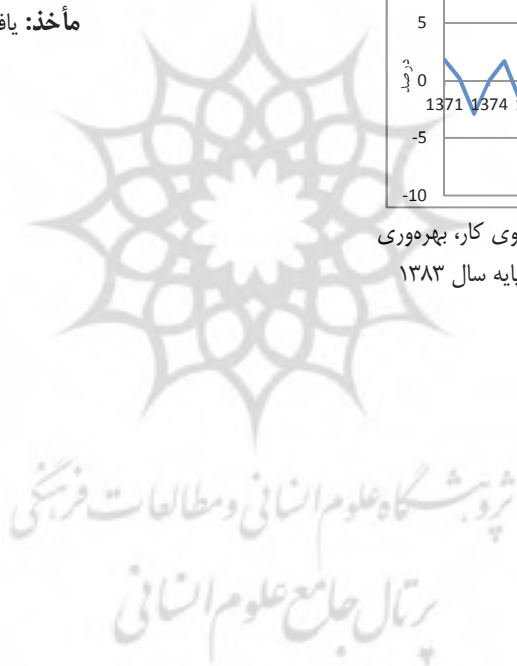 مأخذ:
5
درصد
0
1371 1374
-5
-10
وی کار، بهره‌وری
پایه سال ۱۳۸۳
پژوهشگاه علوم انسانی و مطالعات فرهنگی
پرتال جامع علوم انسانی